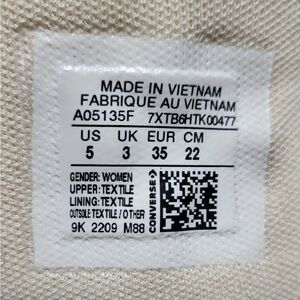 MADE IN VIETNAM
FABRIQUE AU VIETNAM
A05135F 7XTB6HTK00477
US UK EUR CM
5 3 35 22
GENDER: WOMEN
UPPER: TEXTILE
LINING: TEXTILE
OUTSOLE: TEXTILE / OTHER
9K 2209 M88
CONVERSE